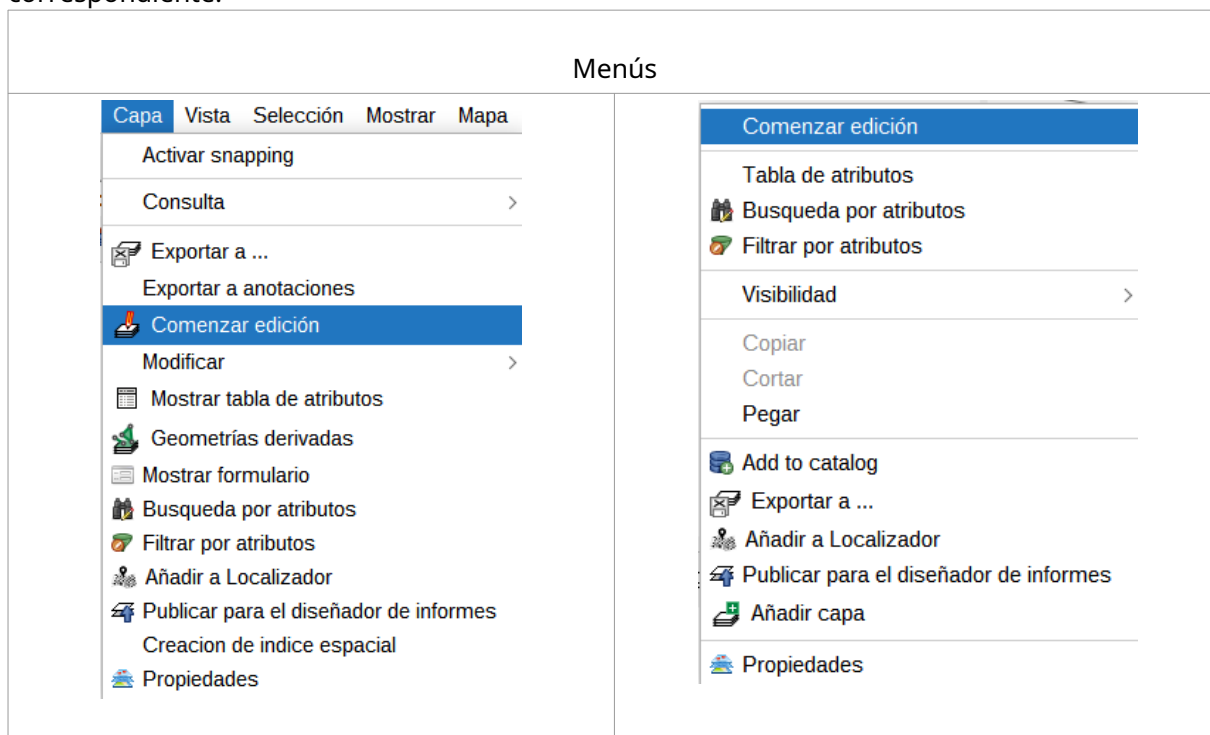 correspondiente.
Menús
Capa Vista Selección Mostrar Mapa
Activar snapping
Consulta
Exportar a ...
Exportar a anotaciones
Comenzar edición
Modificar
Mostrar tabla de atributos
Geometrías derivadas
Mostrar formulario
Busqueda por atributos
Filtrar por atributos
Añadir a Localizador
Publicar para el diseñador de informes
Creacion de indice espacial
Propiedades
Comenzar edición
Tabla de atributos
Busqueda por atributos
Filtrar por atributos
Visibilidad
Copiar
Cortar
Pegar
Add to catalog
Exportar a ...
Añadir a Localizador
Publicar para el diseñador de informes
Añadir capa
Propiedades